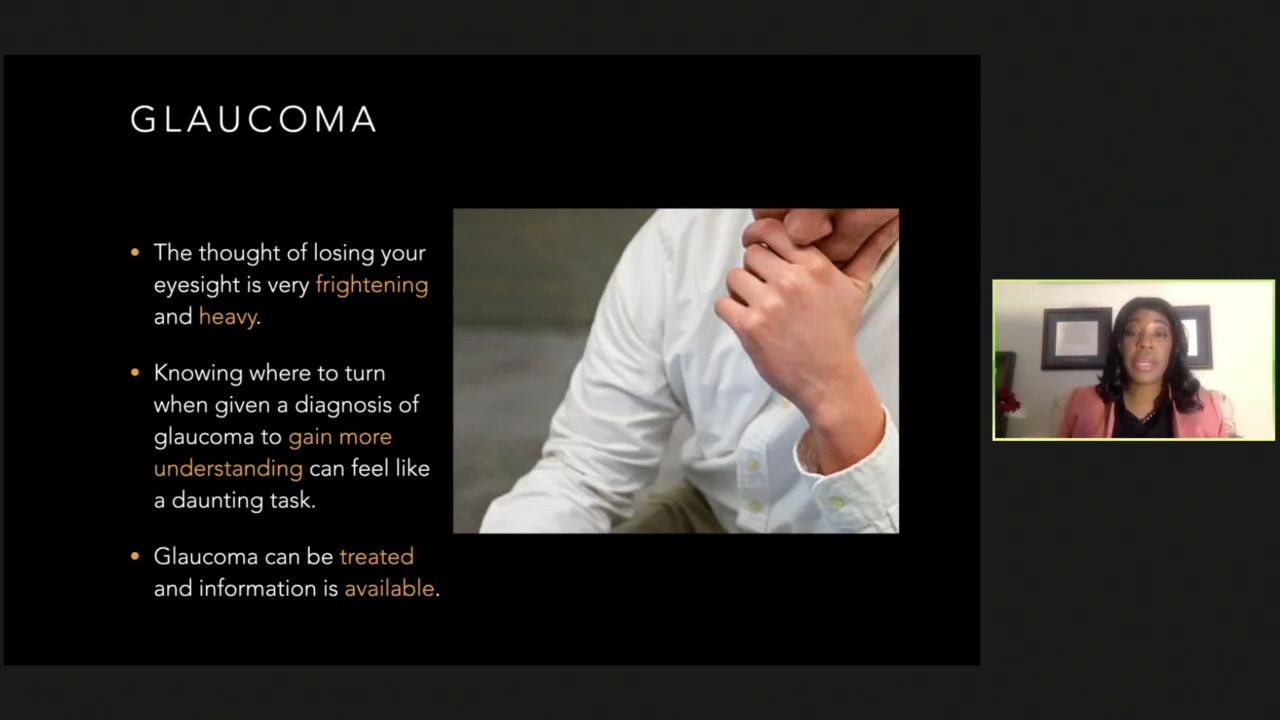 GLAUCOMA
• The thought of losing your
eyesight is very frightening
and heavy.
• Knowing where to turn
when given a diagnosis of
glaucoma to gain more
understanding can feel like
a daunting task.
• Glaucoma can be treated
and information is available.